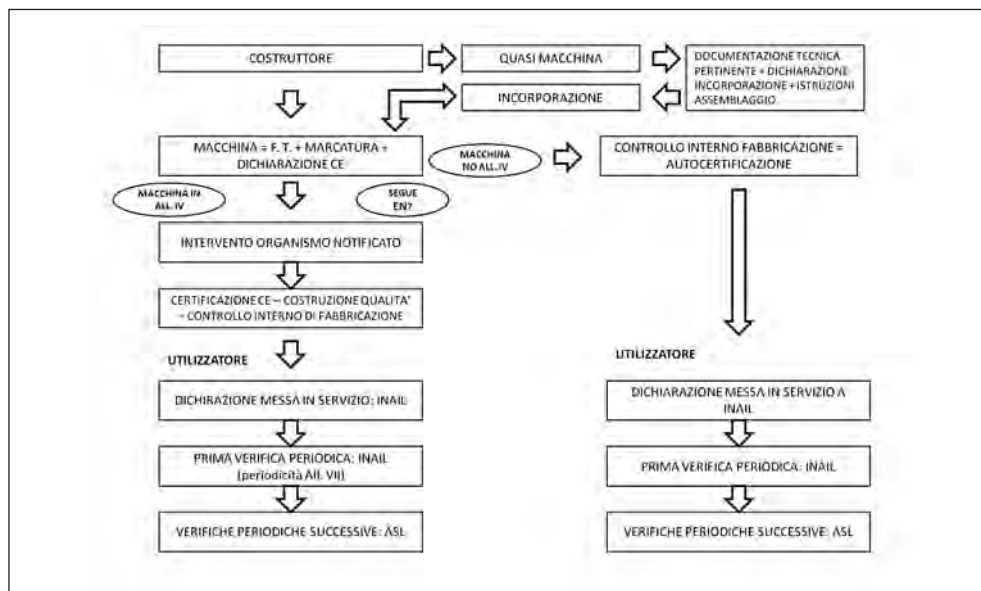 COSTRUTTORE
QUASI MACCHINA
DOCUMENTAZIONE TECNICA
PERTINENTE + DICHIARAZIONE
INCORPORAZIONE + ISTRUZIONI
ASSEMBLAGGIO
INCORPORAZIONE
MACCHINA = F. T. + MARCATURA +
DICHIARAZIONE CE
MACCHINA
NO ALL. IV
CONTROLLO INTERNO FABBRICAZIONE =
AUTOCERTIFICAZIONE
MACCHINA IN
ALL. IV
SEGUE
EN?
INTERVENTO ORGANISMO NOTIFICATO
CERTIFICAZIONE CE – COSTRUZIONE QUALITA'
– CONTROLLO INTERNO DI FABBRICAZIONE
UTILIZZATORE
DICHIRAZIONE MESSA IN SERVIZIO: INAIL
PRIMA VERIFICA PERIODICA: INAIL
(periodicità All. VII)
VERIFICHE PERIODICHE SUCCESSIVE: ASL
UTILIZZATORE
DICHIARAZIONE MESSA IN SERVIZIO A
INAIL
PRIMA VERIFICA PERIODICA: INAIL
VERIFICHE PERIODICHE SUCCESSIVE: ASL